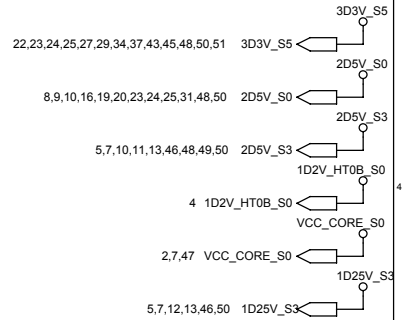 3D3V_S5
22,23,24,25,27,29,34,37,43,45,48,50,51 3D3V_S5
2D5V_S0
8,9,10,16,19,20,23,24,25,31,48,50 2D5V_S0
2D5V_S3
5,7,10,11,13,46,48,49,50 2D5V_S3
1D2V_HT0B_S0
4
4 1D2V_HT0B_S0
VCC_CORE_S0
2,7,47 VCC_CORE_S0
1D25V_S3
5,7,12,13,46,50 1D25V_S3